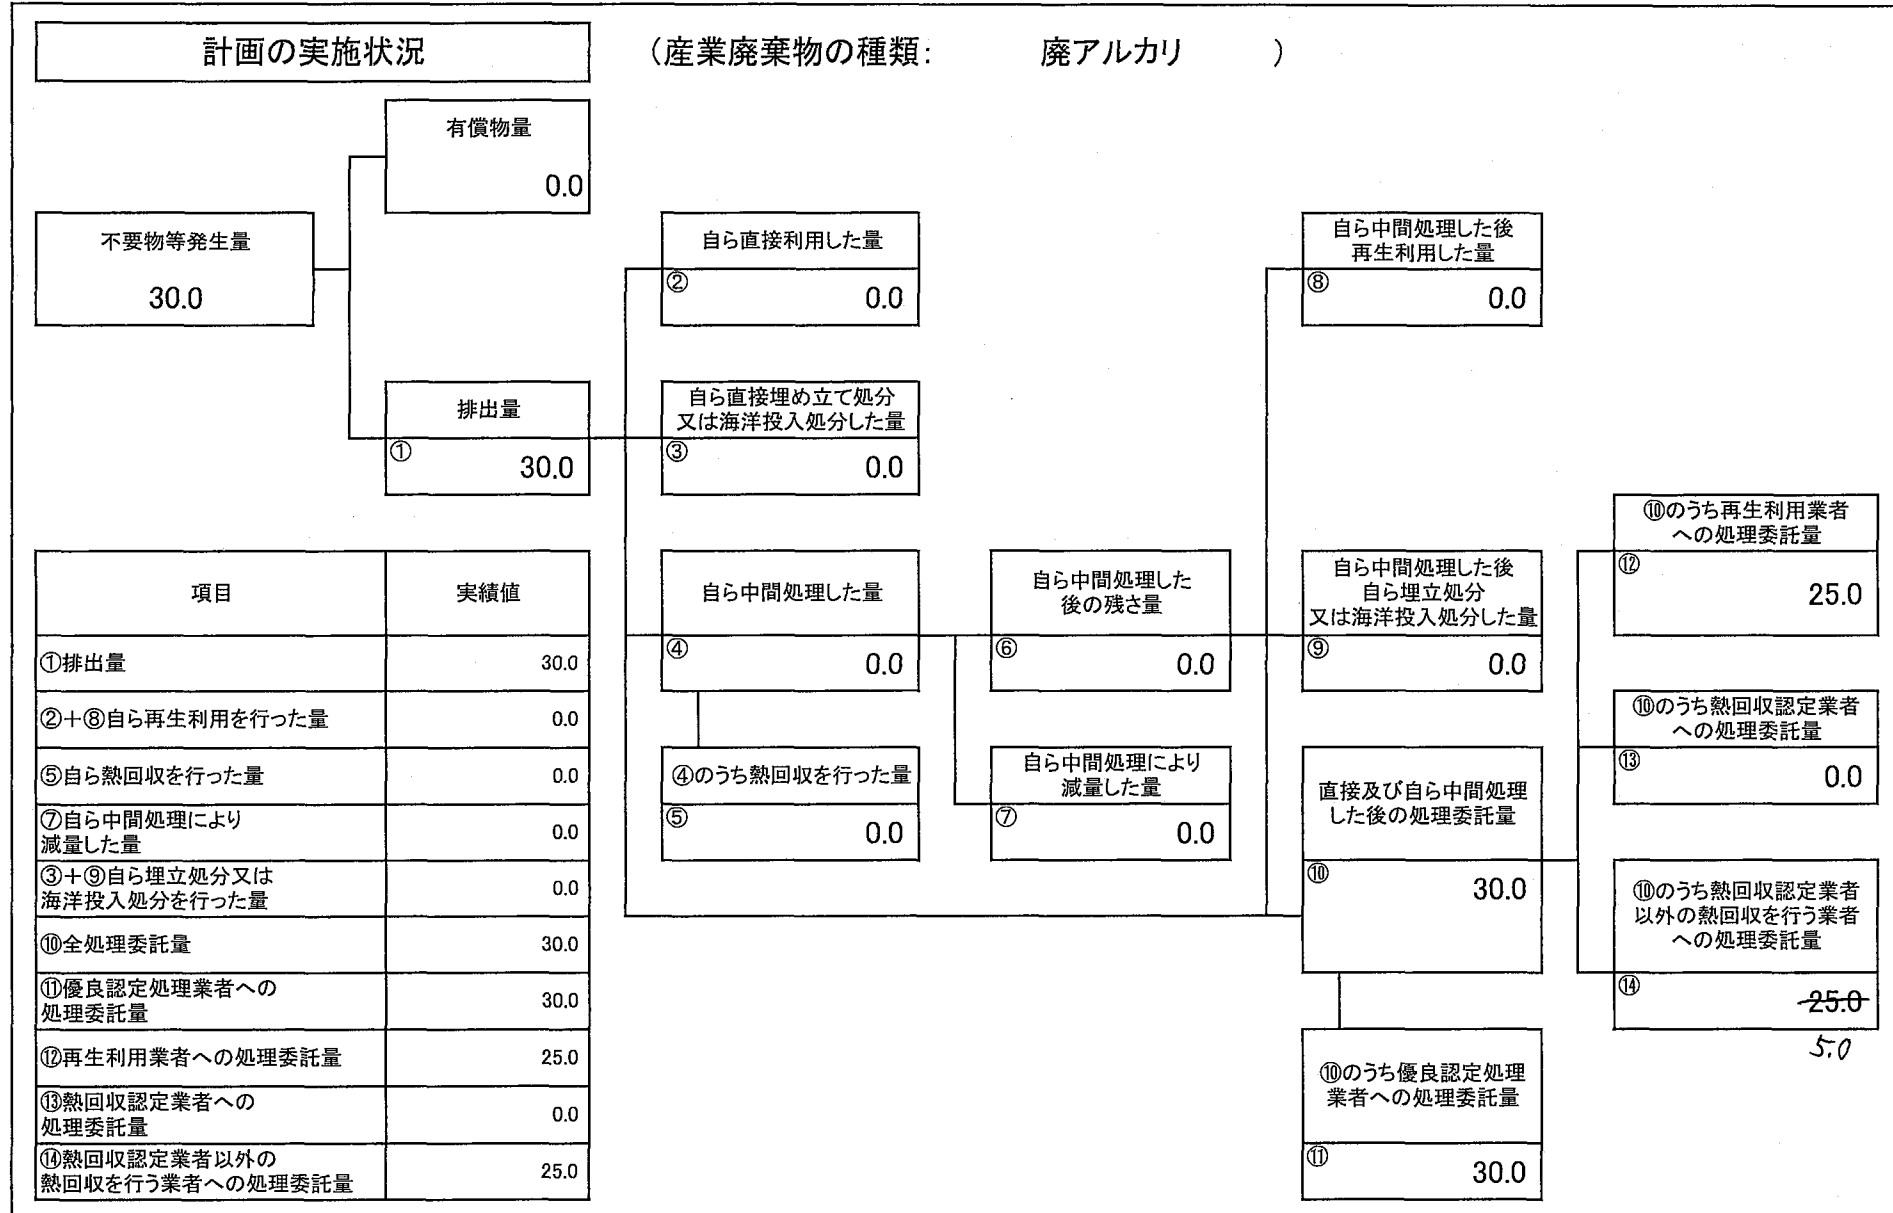 計画の実施状況
（産業廃棄物の種類： 廃アルカリ ）
有償物量
0.0
不要物等発生量
30.0
自ら直接利用した量
②
0.0
自ら中間処理した後
再生利用した量
⑧
0.0
排出量
①
30.0
自ら直接埋め立て処分
又は海洋投入処分した量
③
0.0
⑩のうち再生利用業者
への処理委託量
⑫
25.0
自ら中間処理した量
④
0.0
自ら中間処理した
後の残さ量
⑥
0.0
自ら中間処理した後
自ら埋立処分
又は海洋投入処分した量
⑨
0.0
⑩のうち熱回収認定業者
への処理委託量
⑬
0.0
④のうち熱回収を行った量
⑤
0.0
自ら中間処理により
減量した量
⑦
0.0
直接及び自ら中間処理
した後の処理委託量
⑩
30.0
⑩のうち熱回収認定業者
以外の熱回収を行う業者
への処理委託量
⑭
25.0
5.0
⑩のうち優良認定処理
業者への処理委託量
⑪
30.0
項目 実績値
①排出量 30.0
②＋⑧自ら再生利用を行った量 0.0
⑤自ら熱回収を行った量 0.0
⑦自ら中間処理により
減量した量 0.0
③＋⑨自ら埋立処分又は
海洋投入処分を行った量 0.0
⑩全処理委託量 30.0
⑪優良認定処理業者への
処理委託量 30.0
⑫再生利用業者への処理委託量 25.0
⑬熱回収認定業者への
処理委託量 0.0
⑭熱回収認定業者以外の
熱回収を行う業者への処理委託量 25.0